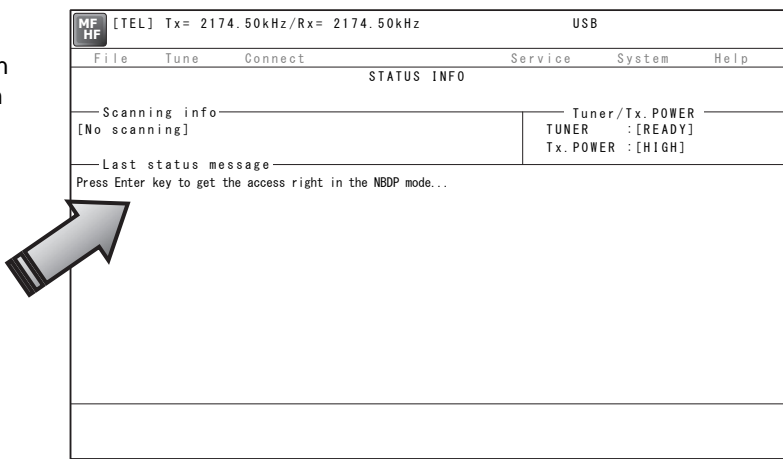 MF
HF
[TEL] Tx= 2174.50kHz/Rx= 2174.50kHz USB
File Tune Connect Service System Help
STATUS INFO
Scanning info
[No scanning]
Tuner/Tx.POWER
TUNER :[READY]
Tx.POWER :[HIGH]
Last status message
Press Enter key to get the access right in the NBDP mode...